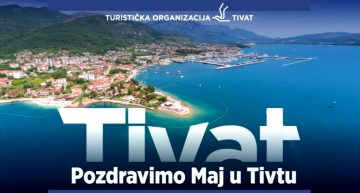 TURISTIČKA ORGANIZACIJA TIVAT
Tivat
Pozdravimo Maj u Tivtu